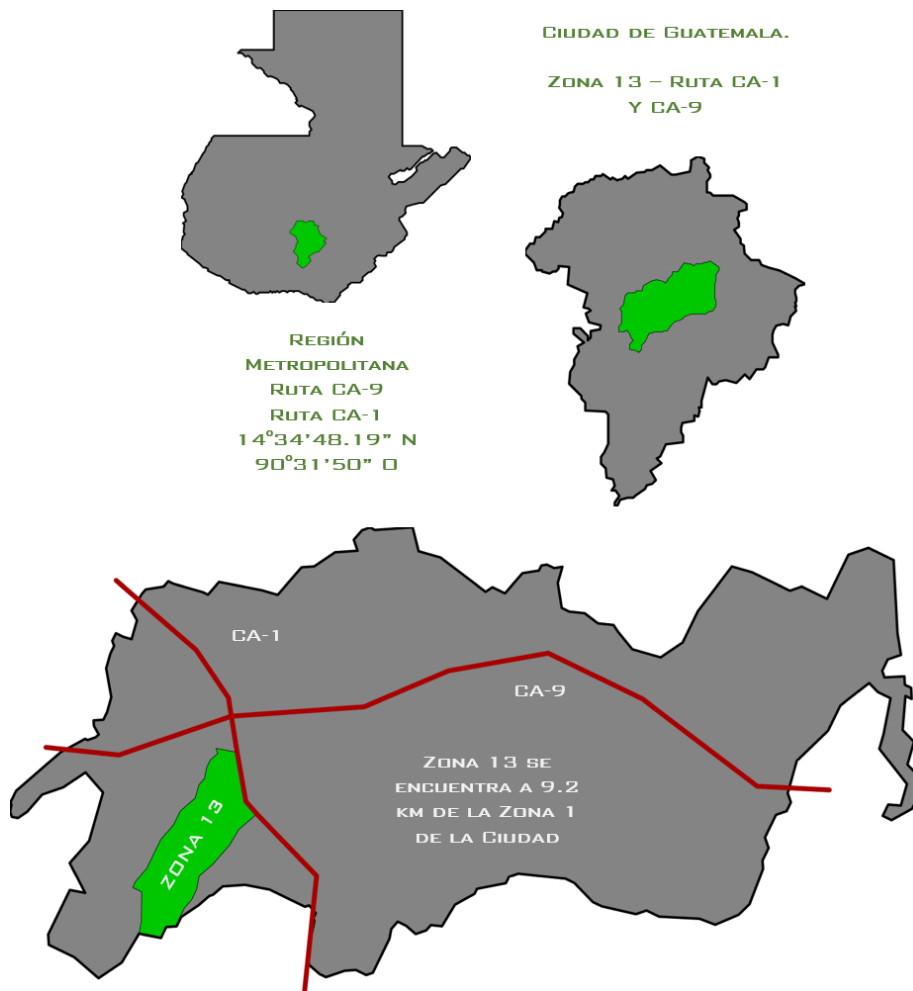 Ciudad de Guatemala.
Zona 13 – Ruta CA-1
y CA-9
Región
Metropolitana
Ruta CA-9
Ruta CA-1
14°34'48.19" N
90°31'50" O
CA-1
CA-9
Zona 13 se
encuentra a 9.2
km de la Zona 1
de la Ciudad
ZONA 13